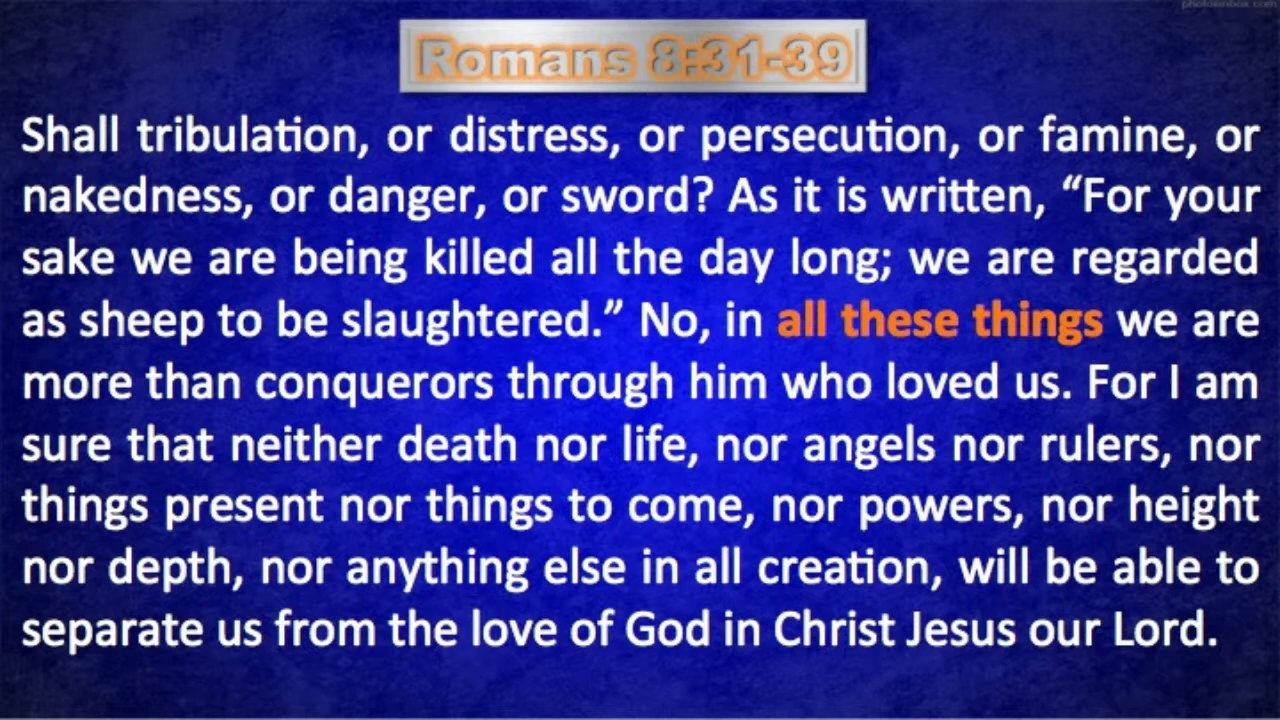 photokinbox.com
Romans 8:31-39
Shall tribulation, or distress, or persecution, or famine, or
nakedness, or danger, or sword? As it is written, “For your
sake we are being killed all the day long; we are regarded
as sheep to be slaughtered.” No, in all these things we are
more than conquerors through him who loved us. For I am
sure that neither death nor life, nor angels nor rulers, nor
things present nor things to come, nor powers, nor height
nor depth, nor anything else in all creation, will be able to
separate us from the love of God in Christ Jesus our Lord.